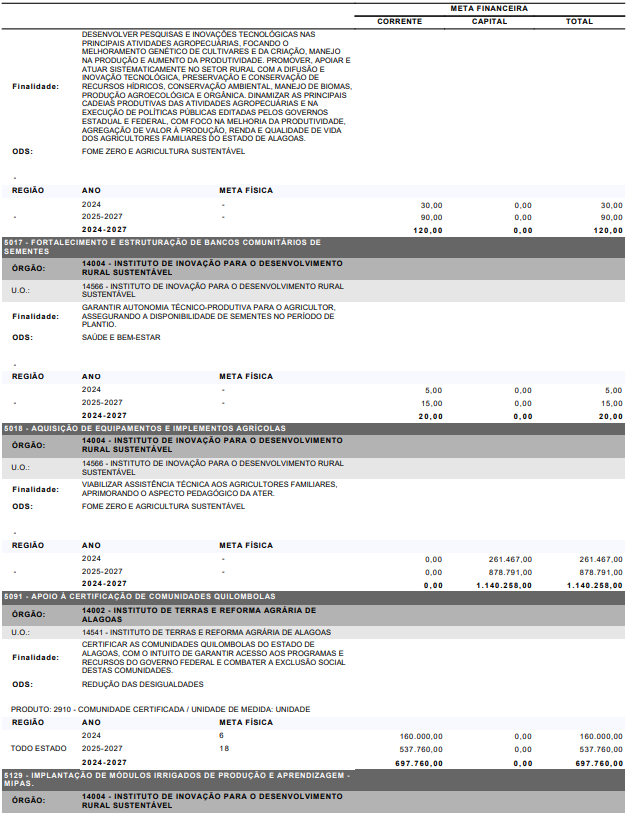 META FINANCEIRA
CORRENTE CAPITAL TOTAL
Finalidade: DESENVOLVER PESQUISAS E INOVAÇÕES TECNOLÓGICAS NAS
PRINCIPAIS ATIVIDADES AGROPECUÁRIAS, FOCANDO O
MELHORAMENTO GENÉTICO DE CULTIVARES E DA CRIAÇÃO, MANEJO
NA PRODUÇÃO E AUMENTO DA PRODUTIVIDADE. PROMOVER, APOIAR E
ATUAR SISTEMATICAMENTE NO SETOR RURAL COM A DIFUSÃO E
INOVAÇÃO TECNOLÓGICA, PRESERVAÇÃO E CONSERVAÇÃO DE
RECURSOS HÍDRICOS, CONSERVAÇÃO AMBIENTAL, MANEJO DE BIOMAS,
PRODUÇÃO AGROECOLÓGICA E ORGÂNICA. DINAMIZAR AS PRINCIPAIS
CADEIAS PRODUTIVAS DAS ATIVIDADES AGROPECUÁRIAS E NA
EXECUÇÃO DE POLÍTICAS PÚBLICAS EDITADAS PELOS GOVERNOS
ESTADUAL E FEDERAL, COM FOCO NA MELHORIA DA PRODUTIVIDADE,
AGREGAÇÃO DE VALOR À PRODUÇÃO, RENDA E QUALIDADE DE VIDA
DOS AGRICULTORES FAMILIARES DO ESTADO DE ALAGOAS.
ODS: FOME ZERO E AGRICULTURA SUSTENTÁVEL
-
REGIÃO ANO META FÍSICA
2024 - 30,00 0,00 30,00
- 2025-2027 - 90,00 0,00 90,00
2024-2027 120,00 0,00 120,00
5017 - FORTALECIMENTO E ESTRUTURAÇÃO DE BANCOS COMUNITÁRIOS DE
SEMENTES
ÓRGÃO: 14004 - INSTITUTO DE INOVAÇÃO PARA O DESENVOLVIMENTO
RURAL SUSTENTÁVEL
U.O.: 14566 - INSTITUTO DE INOVAÇÃO PARA O DESENVOLVIMENTO RURAL
SUSTENTÁVEL
Finalidade: GARANTIR AUTONOMIA TÉCNICO-PRODUTIVA PARA O AGRICULTOR,
ASSEGURANDO A DISPONIBILIDADE DE SEMENTES NO PERÍODO DE
PLANTIO.
ODS: SAÚDE E BEM-ESTAR
-
REGIÃO ANO META FÍSICA
2024 - 5,00 0,00 5,00
- 2025-2027 - 15,00 0,00 15,00
2024-2027 20,00 0,00 20,00
5018 - AQUISIÇÃO DE EQUIPAMENTOS E IMPLEMENTOS AGRÍCOLAS
ÓRGÃO: 14004 - INSTITUTO DE INOVAÇÃO PARA O DESENVOLVIMENTO
RURAL SUSTENTÁVEL
U.O.: 14566 - INSTITUTO DE INOVAÇÃO PARA O DESENVOLVIMENTO RURAL
SUSTENTÁVEL
Finalidade: VIABILIZAR ASSISTÊNCIA TÉCNICA AOS AGRICULTORES FAMILIARES,
APRIMORANDO O ASPECTO PEDAGÓGICO DA ATER.
ODS: FOME ZERO E AGRICULTURA SUSTENTÁVEL
-
REGIÃO ANO META FÍSICA
2024 - 0,00 261.467,00 261.467,00
- 2025-2027 - 0,00 878.791,00 878.791,00
2024-2027 0,00 1.140.258,00 1.140.258,00
5091 - APOIO À CERTIFICAÇÃO DE COMUNIDADES QUILOMBOLAS
ÓRGÃO: 14002 - INSTITUTO DE TERRAS E REFORMA AGRÁRIA DE
ALAGOAS
U.O.: 14541 - INSTITUTO DE TERRAS E REFORMA AGRÁRIA DE ALAGOAS
Finalidade: CERTIFICAR AS COMUNIDADES QUILOMBOLAS DO ESTADO DE
ALAGOAS, COM O INTUITO DE GARANTIR ACESSO AOS PROGRAMAS E
RECURSOS DO GOVERNO FEDERAL E COMBATER A EXCLUSÃO SOCIAL
DESTAS COMUNIDADES.
ODS: REDUÇÃO DAS DESIGUALDADES
PRODUTO: 2910 - COMUNIDADE CERTIFICADA / UNIDADE DE MEDIDA: UNIDADE
REGIÃO ANO META FÍSICA
2024 6 160.000,00 0,00 160.000,00
TODO ESTADO 2025-2027 18 537.760,00 0,00 537.760,00
2024-2027 697.760,00 0,00 697.760,00
5129 - IMPLANTAÇÃO DE MÓDULOS IRRIGADOS DE PRODUÇÃO E APRENDIZAGEM -
MIPAS.
ÓRGÃO: 14004 - INSTITUTO DE INOVAÇÃO PARA O DESENVOLVIMENTO
RURAL SUSTENTÁVEL